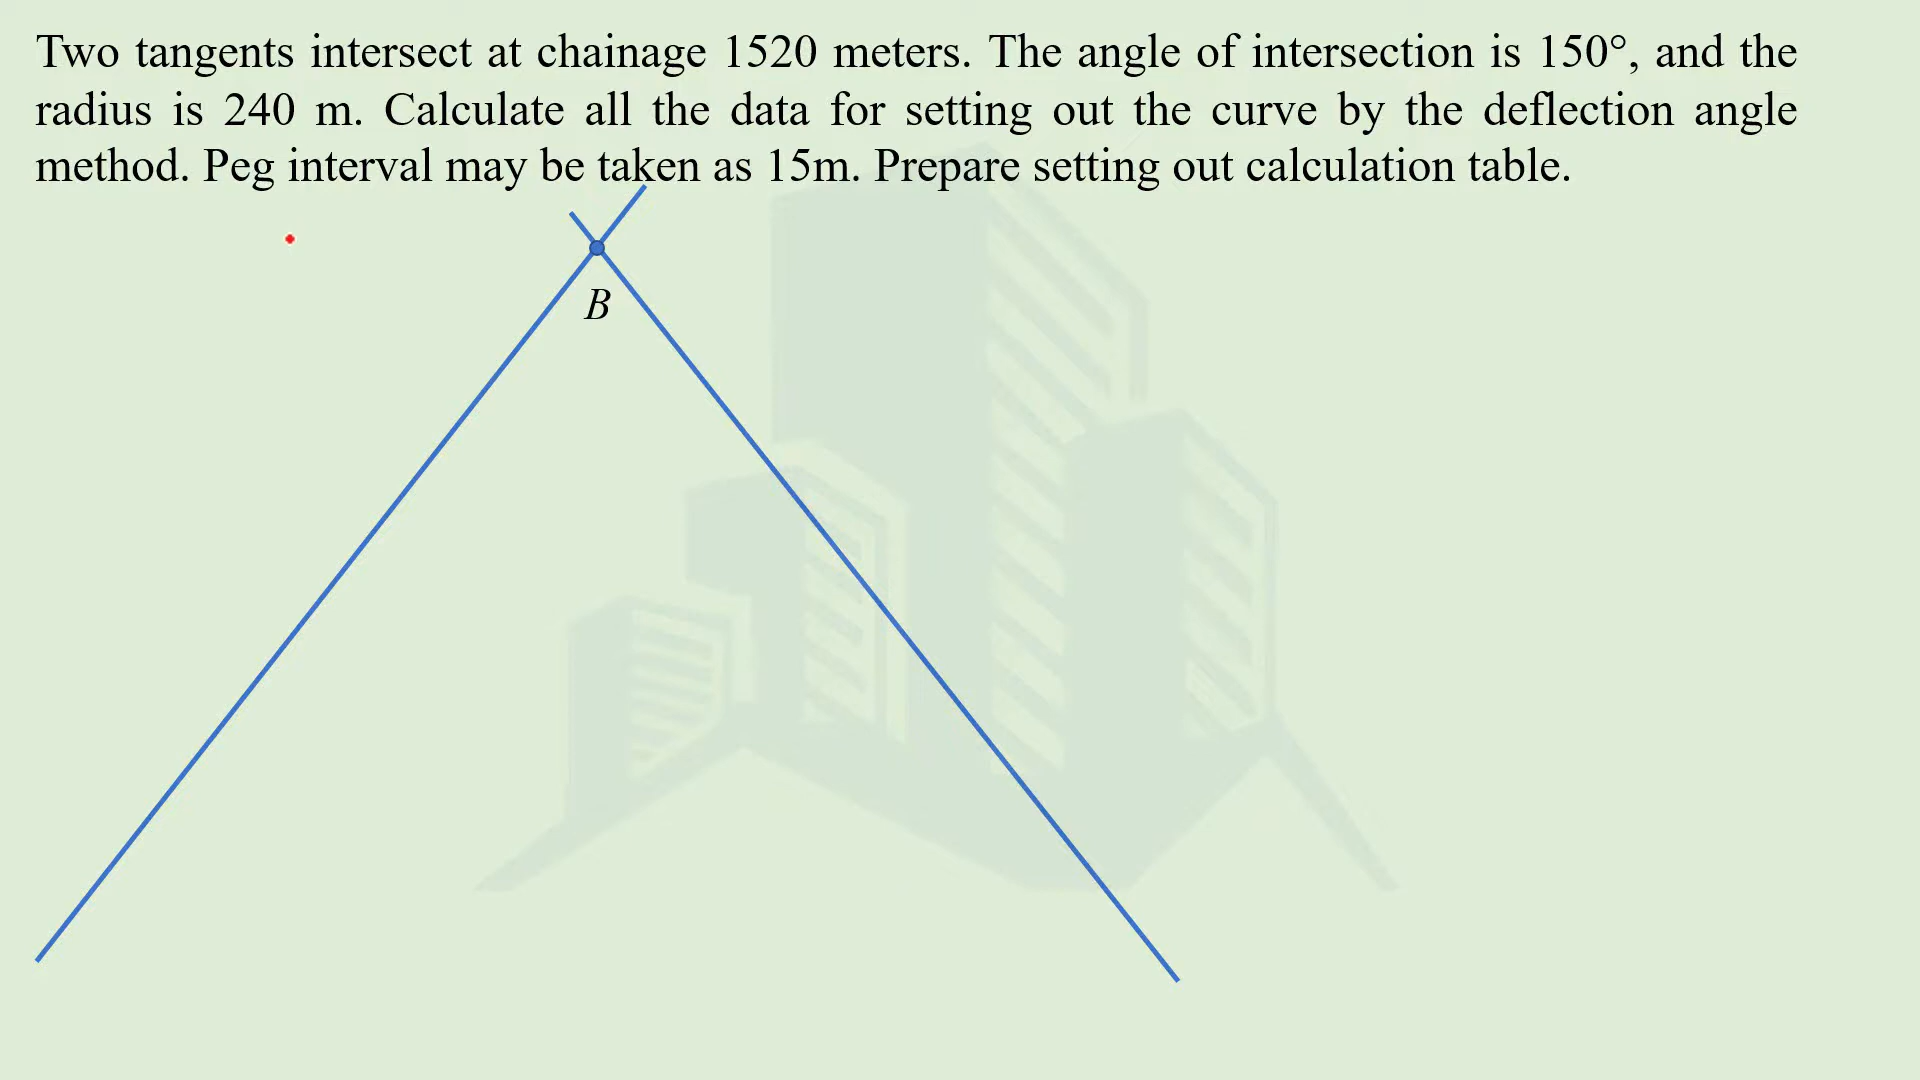 Two tangents intersect at chainage 1520 meters. The angle of intersection is 150°, and the
radius is 240 m. Calculate all the data for setting out the curve by the deflection angle
method. Peg interval may be taken as 15m. Prepare setting out calculation table.
B